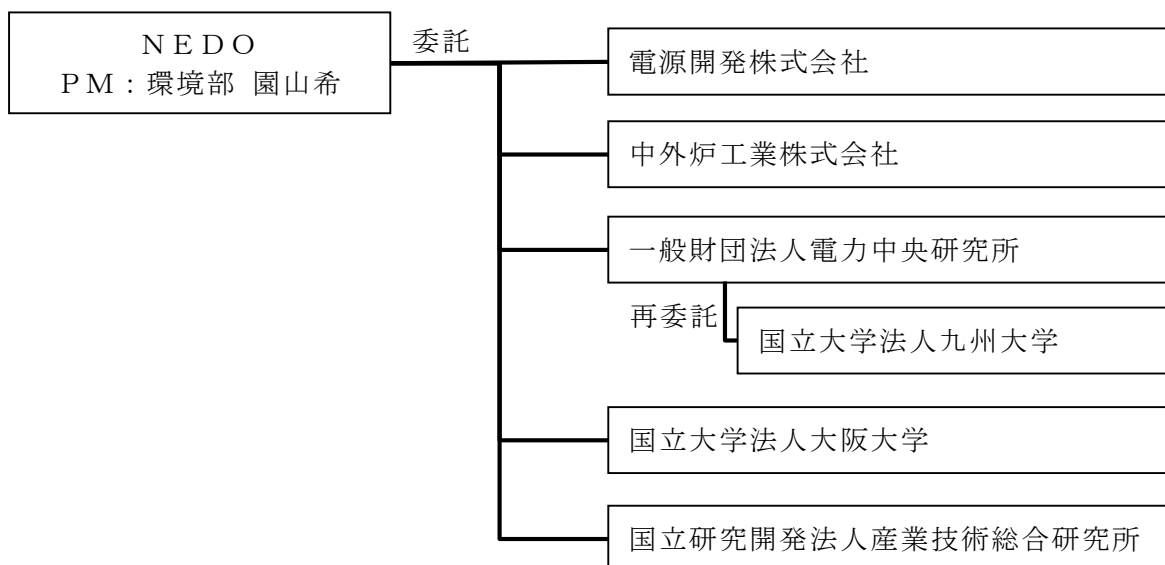 NEDO
PM:環境部 園山希
委託
電源開発株式会社
中外炉工業株式会社
一般財団法人電力中央研究所
再委託
国立大学法人九州大学
国立大学法人大阪大学
国立研究開発法人産業技術総合研究所